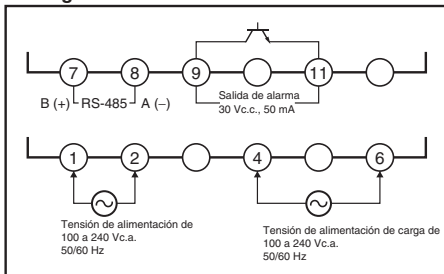 7
8
9
11
B (+) RS-485 A (–)
Salida de alarma
30 Vc.c., 50 mA
1
2
4
6
Tensión de alimentación de
100 a 240 Vc.a.
50/60 Hz
Tensión de alimentación de carga de
100 a 240 Vc.a.
50/60 Hz